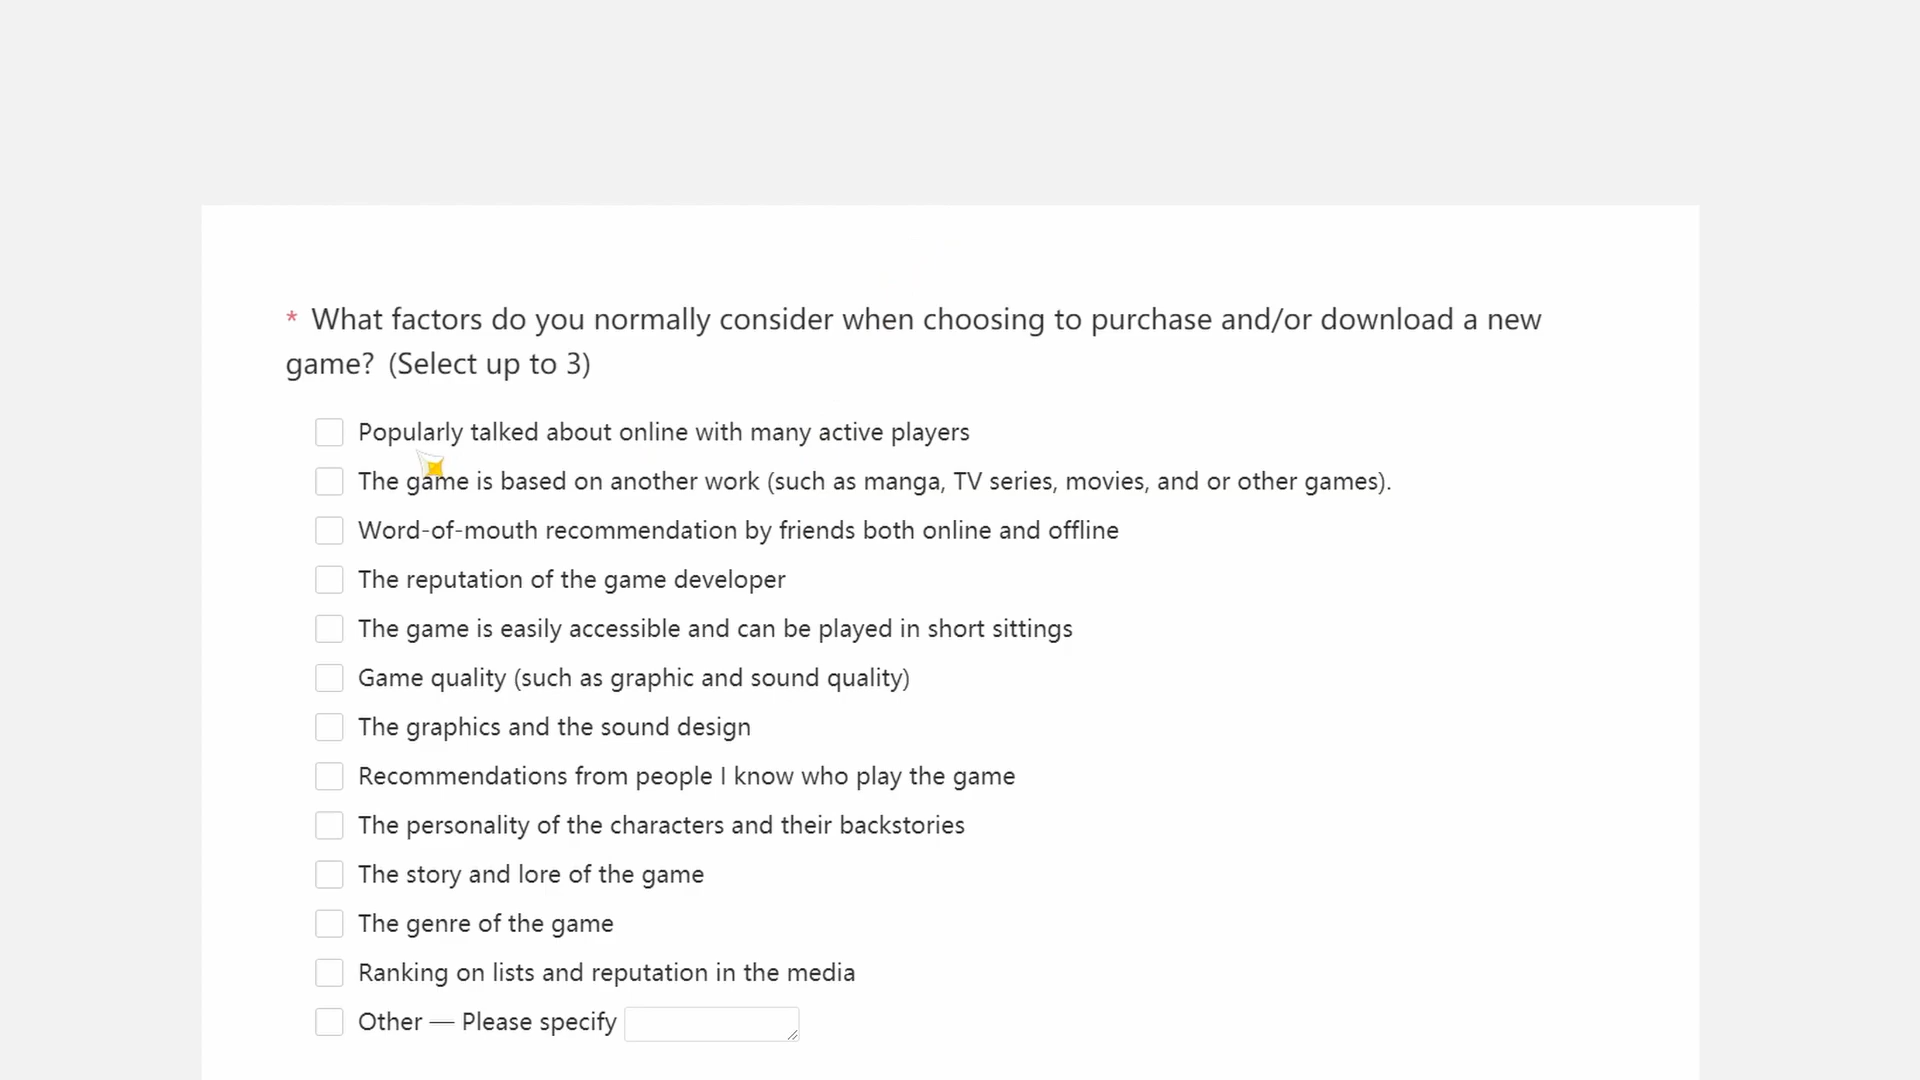 * What factors do you normally consider when choosing to purchase and/or download a new
game? (Select up to 3)
Popularly talked about online with many active players
The game is based on another work (such as manga, TV series, movies, and or other games).
Word-of-mouth recommendation by friends both online and offline
The reputation of the game developer
The game is easily accessible and can be played in short sittings
Game quality (such as graphic and sound quality)
The graphics and the sound design
Recommendations from people I know who play the game
The personality of the characters and their backstories
The story and lore of the game
The genre of the game
Ranking on lists and reputation in the media
Other — Please specify